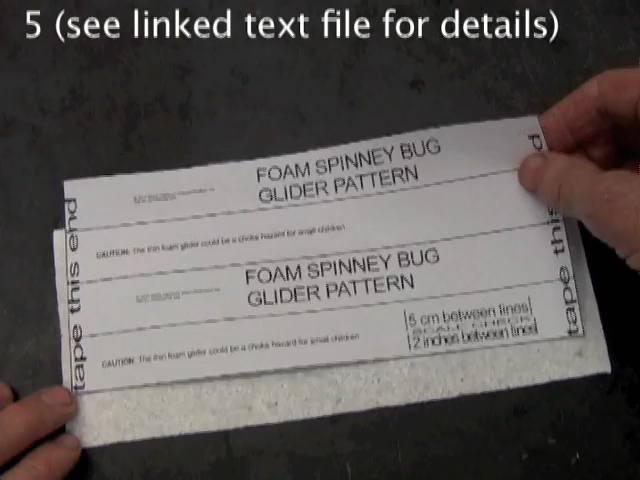 5 (see linked text file for details)
FOAM SPINNEY BUG
GLIDER PATTERN
CAUTION: The thin foam glider could be a choke hazard for small children
FOAM SPINNEY BUG
GLIDER PATTERN
CAUTION: The thin foam glider could be a choke hazard for small children
5 cm between lines
SCALE CHECK
2 inches between lines
tape this end
tape this
d